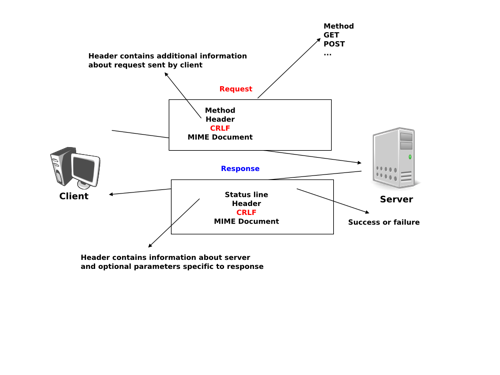 Method
GET
POST
...
Header contains additional information
about request sent by client
Request
Method
Header
CRLF
MIME Document
Response
Client
Server
Status line
Header
CRLF
MIME Document
Success or failure
Header contains information about server
and optional parameters specific to response